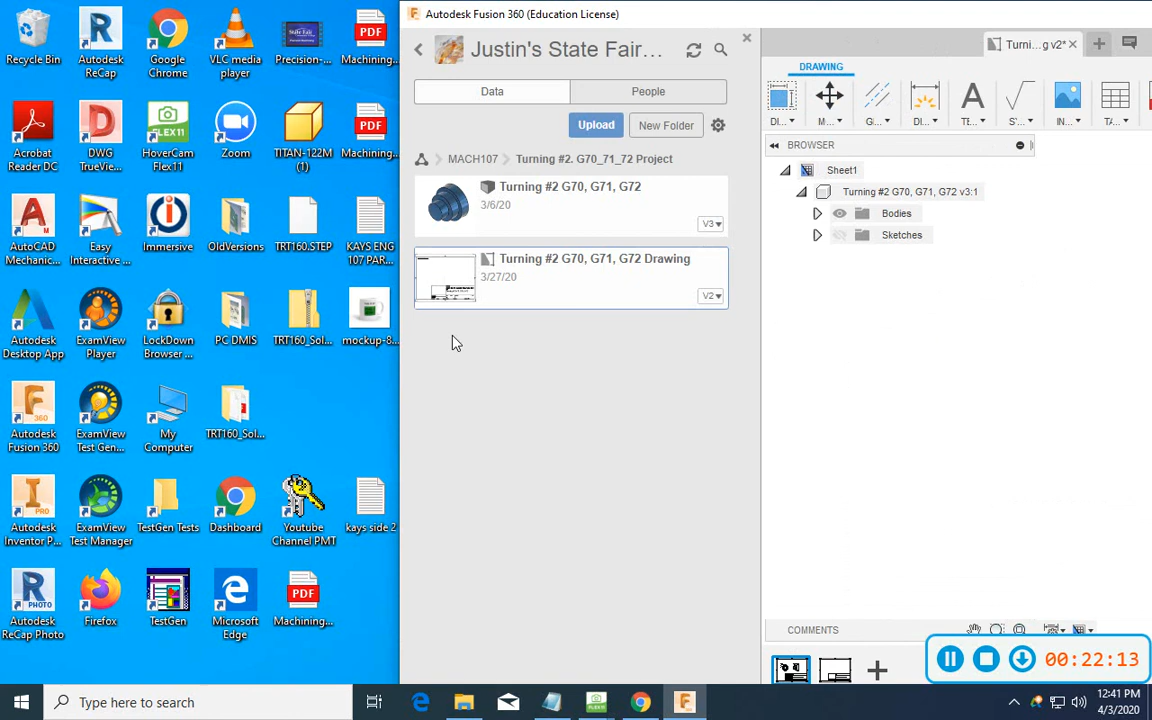 Autodesk Fusion 360 (Education License)
Recycle Bin
Autodesk
ReCap
Google
Chrome
VLC media
player
Precision-...
Machining...
Acrobat
Reader DC
DWG
TrueView...
HoverCam
Flex11
Zoom
TITAN-122M
(1)
Machining...
AutoCAD
Mechanic...
Easy
Interactive ...
Immersive
OldVersions
TRT160.STEP
KAYS ENG
107 PAR...
Autodesk
Desktop App
ExamView
Player
LockDown
Browser ...
PC DMIS
TRT160_Sol...
mockup-8...
Autodesk
Fusion 360
ExamView
Test Gen...
My
Computer
TRT160_Sol...
Autodesk
Inventor P...
ExamView
Test Manager
TestGen Tests
Dashboard
Youtube
Channel PMT
kays side 2
Autodesk
ReCap Photo
Firefox
TestGen
Microsoft
Edge
Machining...
Justin's State Fair...
Data
People
Upload
New Folder
MACH107 > Turning #2. G70_71_72 Project
Turning #2 G70, G71, G72
3/6/20
V3
Turning #2 G70, G71, G72 Drawing
3/27/20
V2
Turni...g v2*
DRAWING
DI... M... G... DI... TE... S'... IN... TA...
BROWSER
Sheet1
Turning #2 G70, G71, G72 v3:1
Bodies
Sketches
COMMENTS
00:22:13
Type here to search
12:41 PM
4/3/2020